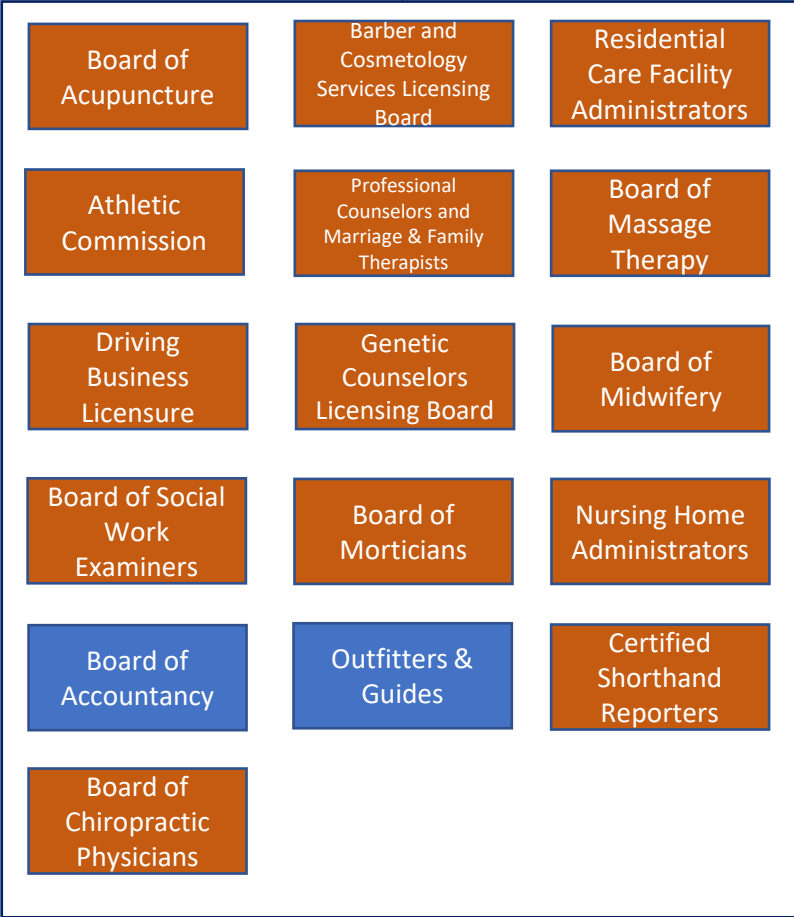 Board of
Acupuncture
Barber and
Cosmetology
Services Licensing
Board
Residential
Care Facility
Administrators
Athletic
Commission
Professional
Counselors and
Marriage & Family
Therapists
Board of
Massage
Therapy
Driving
Business
Licensure
Genetic
Counselors
Licensing Board
Board of
Midwifery
Board of Social
Work
Examiners
Board of
Morticians
Nursing Home
Administrators
Board of
Accountancy
Outfitters &
Guides
Certified
Shorthand
Reporters
Board of
Chiropractic
Physicians